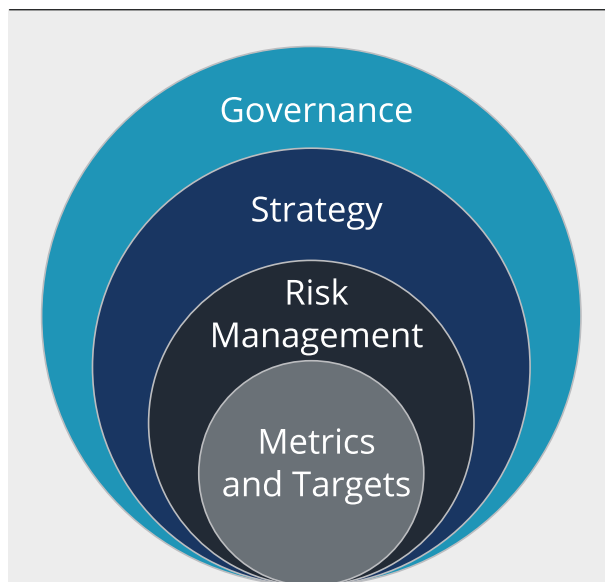 Governance
Strategy
Risk
Management
Metrics
and Targets